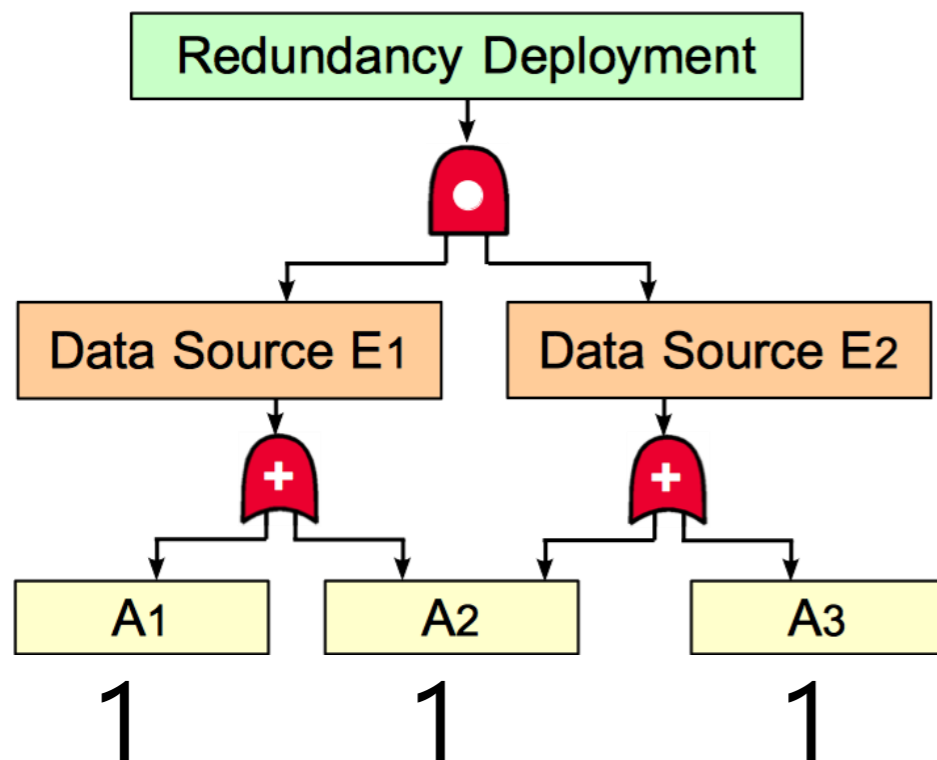 Redundancy Deployment
Data Source E1
Data Source E2
+
+
A1
A2
A3
1
1
1